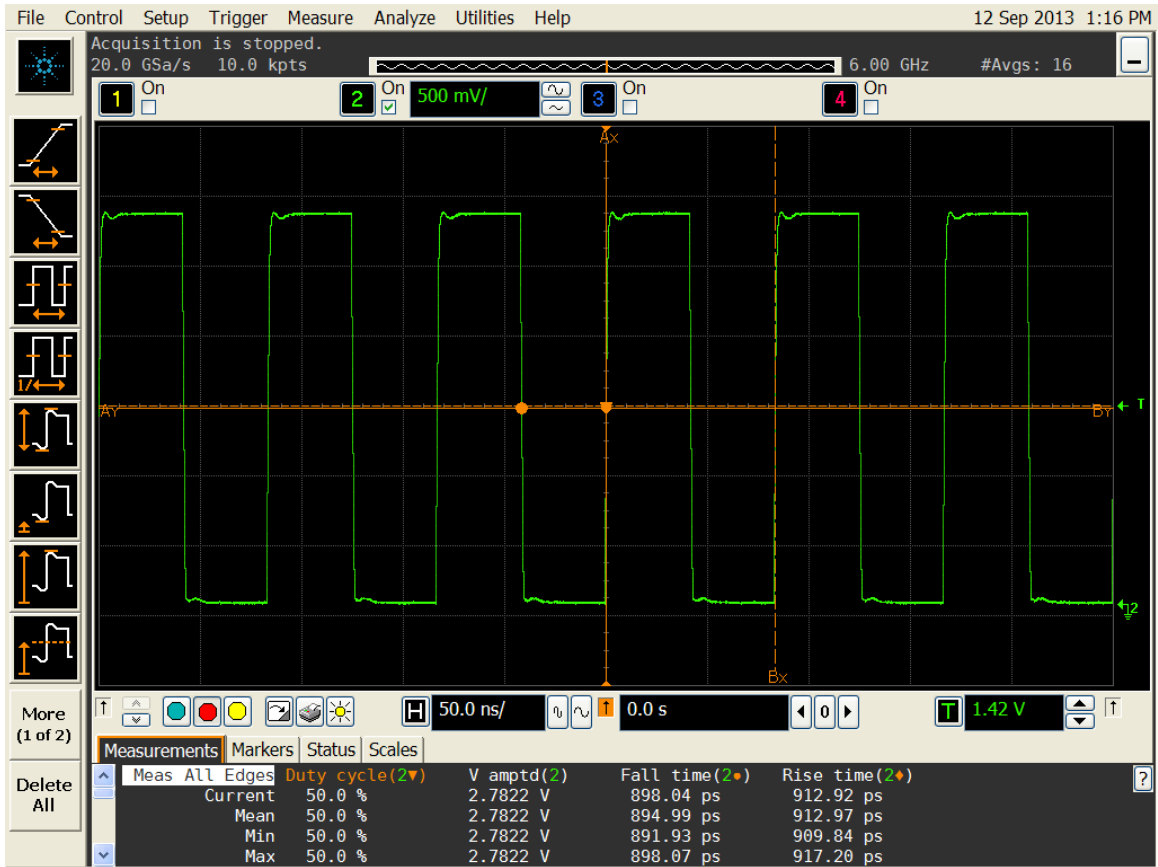 File Control Setup Trigger Measure Analyze Utilities Help 12 Sep 2013 1:16 PM
Acquisition is stopped.
20.0 GSa/s 10.0 kpts 6.00 GHz #Avgs: 16
1 On 2 On 500 mV/ 3 On 4 On
Ax
1/
AY BY T
2
Bx
More
(1 of 2)
Delete
All
H 50.0 ns/ 0.0 s 0 T 1.42 V
Measurements Markers Status Scales
Meas All Edges Duty cycle(2▼) V amptd(2) Fall time(2●) Rise time(2♦) ?
Current 50.0 % 2.7822 V 898.04 ps 912.92 ps
Mean 50.0 % 2.7822 V 894.99 ps 912.97 ps
Min 50.0 % 2.7822 V 891.93 ps 909.84 ps
Max 50.0 % 2.7822 V 898.07 ps 917.20 ps